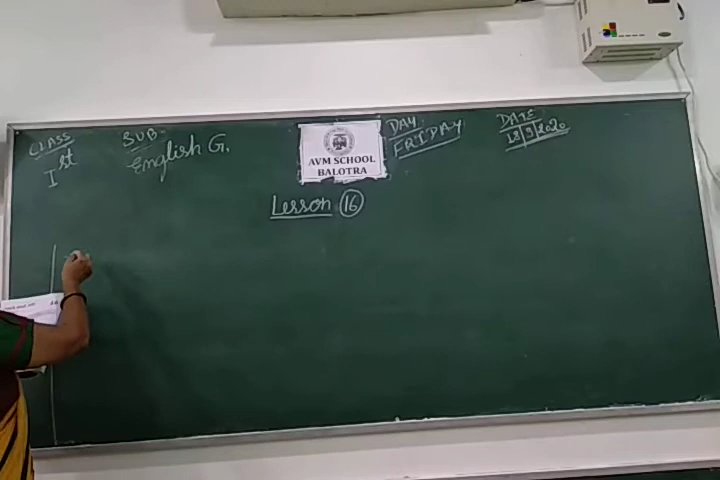 CLASS
Ist
SUB:-
English G.
AVM SCHOOL
BALOTRA
DAY:
FRIDAY
DATE
18/9/2020
Lesson 16